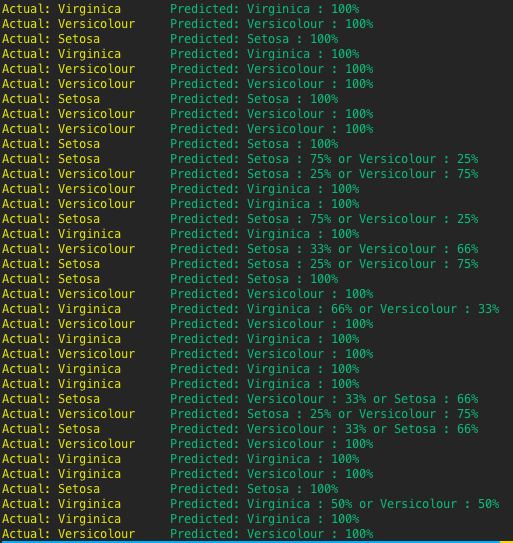 Actual: Virginica Predicted: Virginica : 100%
Actual: Versicolour Predicted: Versicolour : 100%
Actual: Setosa Predicted: Setosa : 100%
Actual: Virginica Predicted: Virginica : 100%
Actual: Versicolour Predicted: Versicolour : 100%
Actual: Versicolour Predicted: Versicolour : 100%
Actual: Setosa Predicted: Setosa : 100%
Actual: Versicolour Predicted: Versicolour : 100%
Actual: Versicolour Predicted: Versicolour : 100%
Actual: Setosa Predicted: Setosa : 100%
Actual: Setosa Predicted: Setosa : 75% or Versicolour : 25%
Actual: Versicolour Predicted: Setosa : 25% or Versicolour : 75%
Actual: Versicolour Predicted: Virginica : 100%
Actual: Versicolour Predicted: Virginica : 100%
Actual: Setosa Predicted: Setosa : 75% or Versicolour : 25%
Actual: Virginica Predicted: Virginica : 100%
Actual: Versicolour Predicted: Setosa : 33% or Versicolour : 66%
Actual: Setosa Predicted: Setosa : 25% or Versicolour : 75%
Actual: Setosa Predicted: Setosa : 100%
Actual: Versicolour Predicted: Versicolour : 100%
Actual: Virginica Predicted: Virginica : 66% or Versicolour : 33%
Actual: Versicolour Predicted: Versicolour : 100%
Actual: Virginica Predicted: Virginica : 100%
Actual: Versicolour Predicted: Versicolour : 100%
Actual: Virginica Predicted: Virginica : 100%
Actual: Virginica Predicted: Virginica : 100%
Actual: Setosa Predicted: Versicolour : 33% or Setosa : 66%
Actual: Versicolour Predicted: Setosa : 25% or Versicolour : 75%
Actual: Setosa Predicted: Versicolour : 33% or Setosa : 66%
Actual: Versicolour Predicted: Versicolour : 100%
Actual: Virginica Predicted: Virginica : 100%
Actual: Virginica Predicted: Versicolour : 100%
Actual: Setosa Predicted: Setosa : 100%
Actual: Virginica Predicted: Virginica : 50% or Versicolour : 50%
Actual: Virginica Predicted: Virginica : 100%
Actual: Versicolour Predicted: Versicolour : 100%